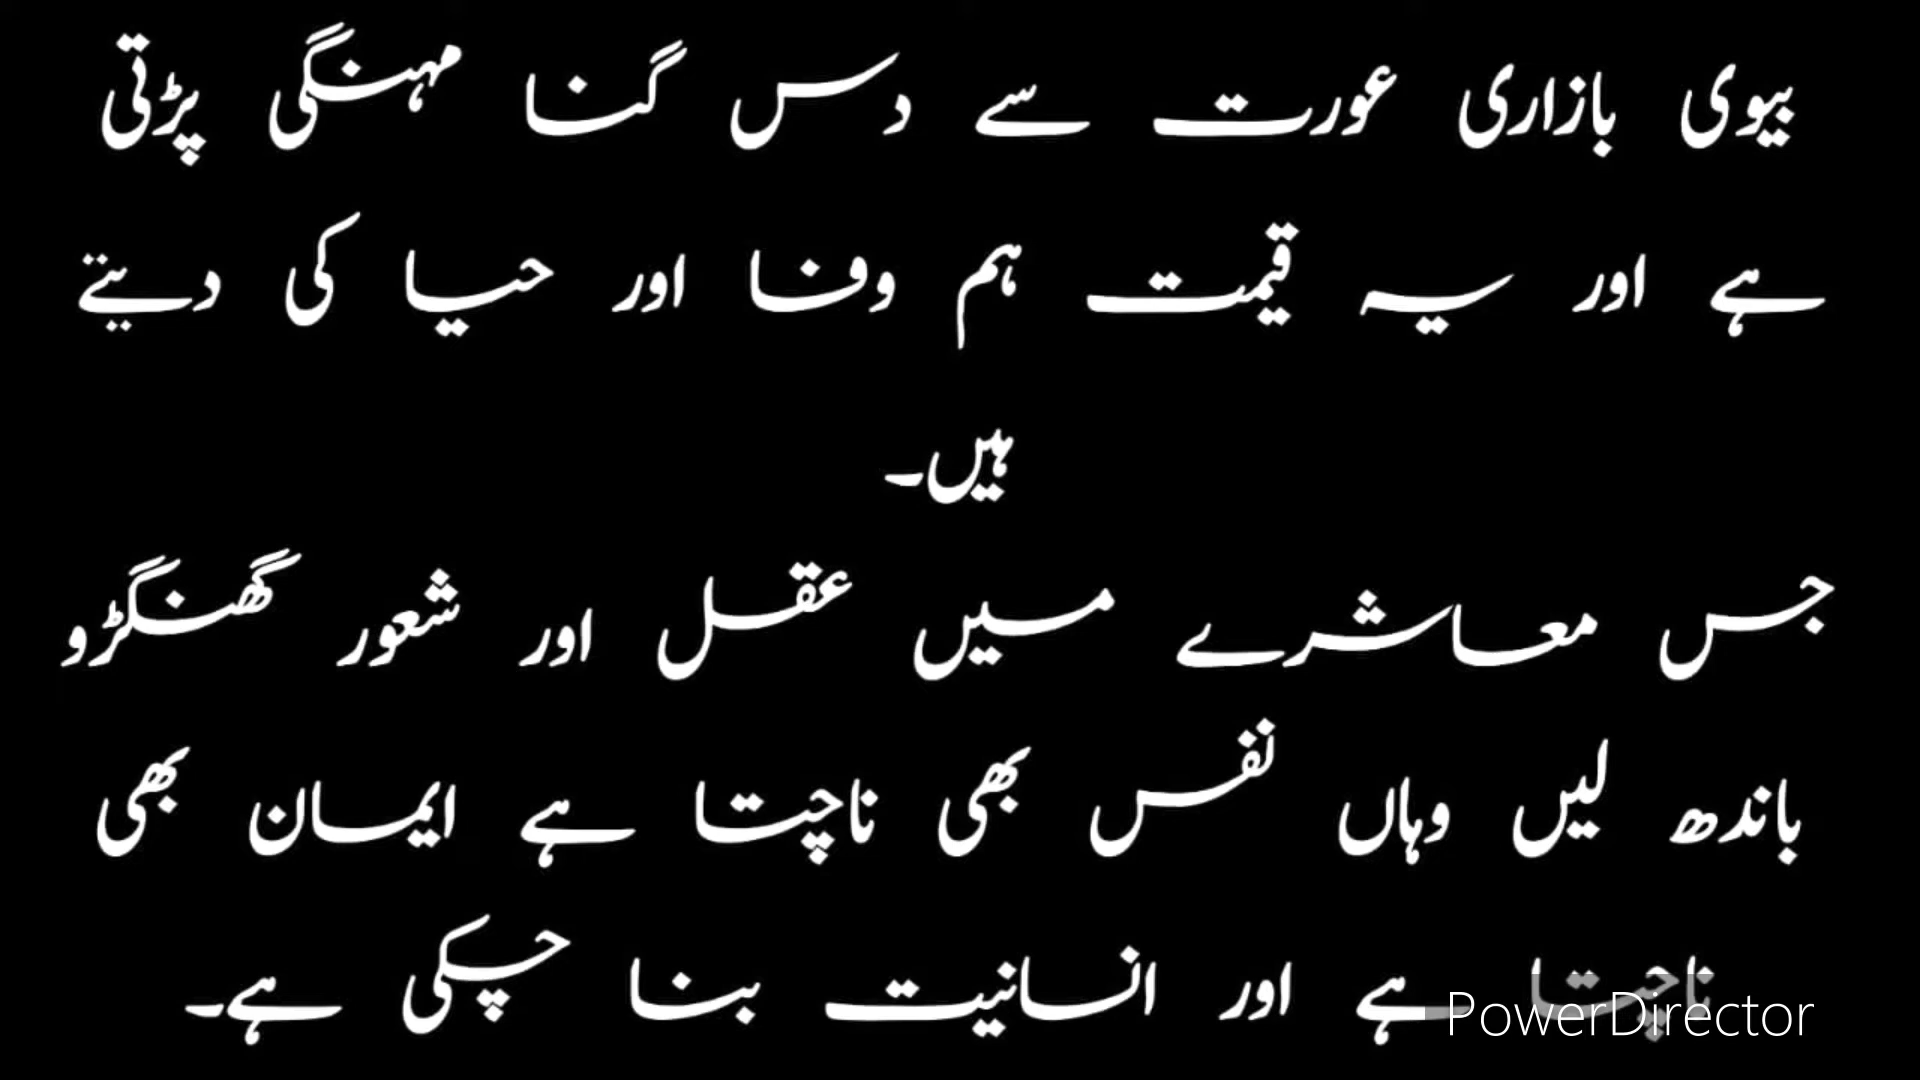 بیوی بازاری عورت سے دس گنا مہنگی پڑتی
ہے اور یہ قیمت ہم وفا اور حیا کی دیتے
ہیں۔
جس معاشرے میں عقل اور شعور گھنگڑو
باندھ لیں وہاں نفس بھی ناچتا ہے ایمان بھی
ناچتا ہے اور انسانیت بنا چکی ہے۔
PowerDirector